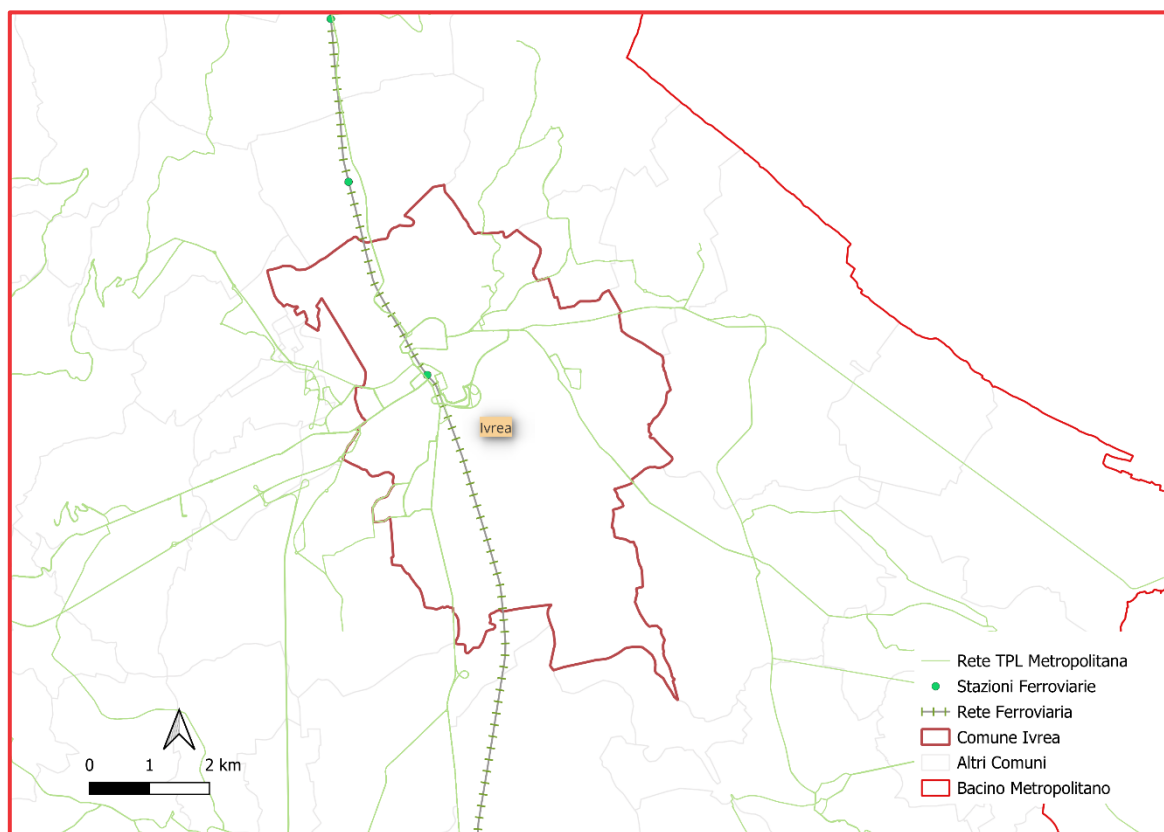 Ivrea
Rete TPL Metropolitana
Stazioni Ferroviarie
Rete Ferroviaria
Comune Ivrea
Altri Comuni
Bacino Metropolitano
0 1 2 km